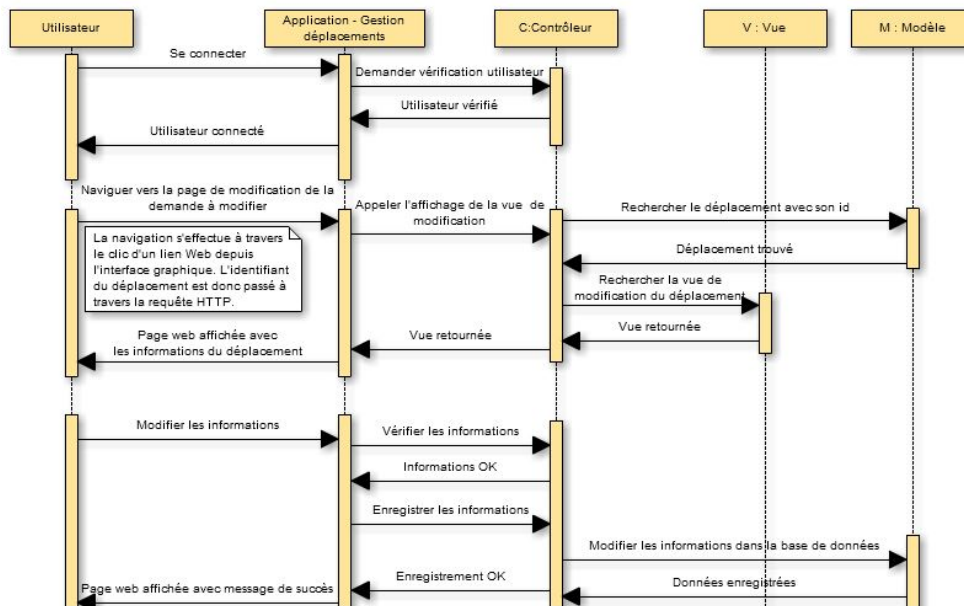 Utilisateur
Application - Gestion
déplacements
C:Contrôleur
V : Vue
M : Modèle
Se connecter
Demander vérification utilisateur
Utilisateur vérifié
Utilisateur connecté
Naviguer vers la page de modification de la
demande à modifier
Appeler l'affichage de la vue de
modification
Rechercher le déplacement avec son id
La navigation s'effectue à travers
le clic d'un lien Web depuis
l'interface graphique. L'identifiant
du déplacement est donc passé à
travers la requête HTTP.
Déplacement trouvé
Rechercher la vue de
modification du déplacement
Vue retournée
Vue retournée
Page web affichée avec
les informations du déplacement
Modifier les informations
Vérifier les informations
Informations OK
Enregistrer les informations
Modifier les informations dans la base de données
Données enregistrées
Enregistrement OK
Page web affichée avec message de succès